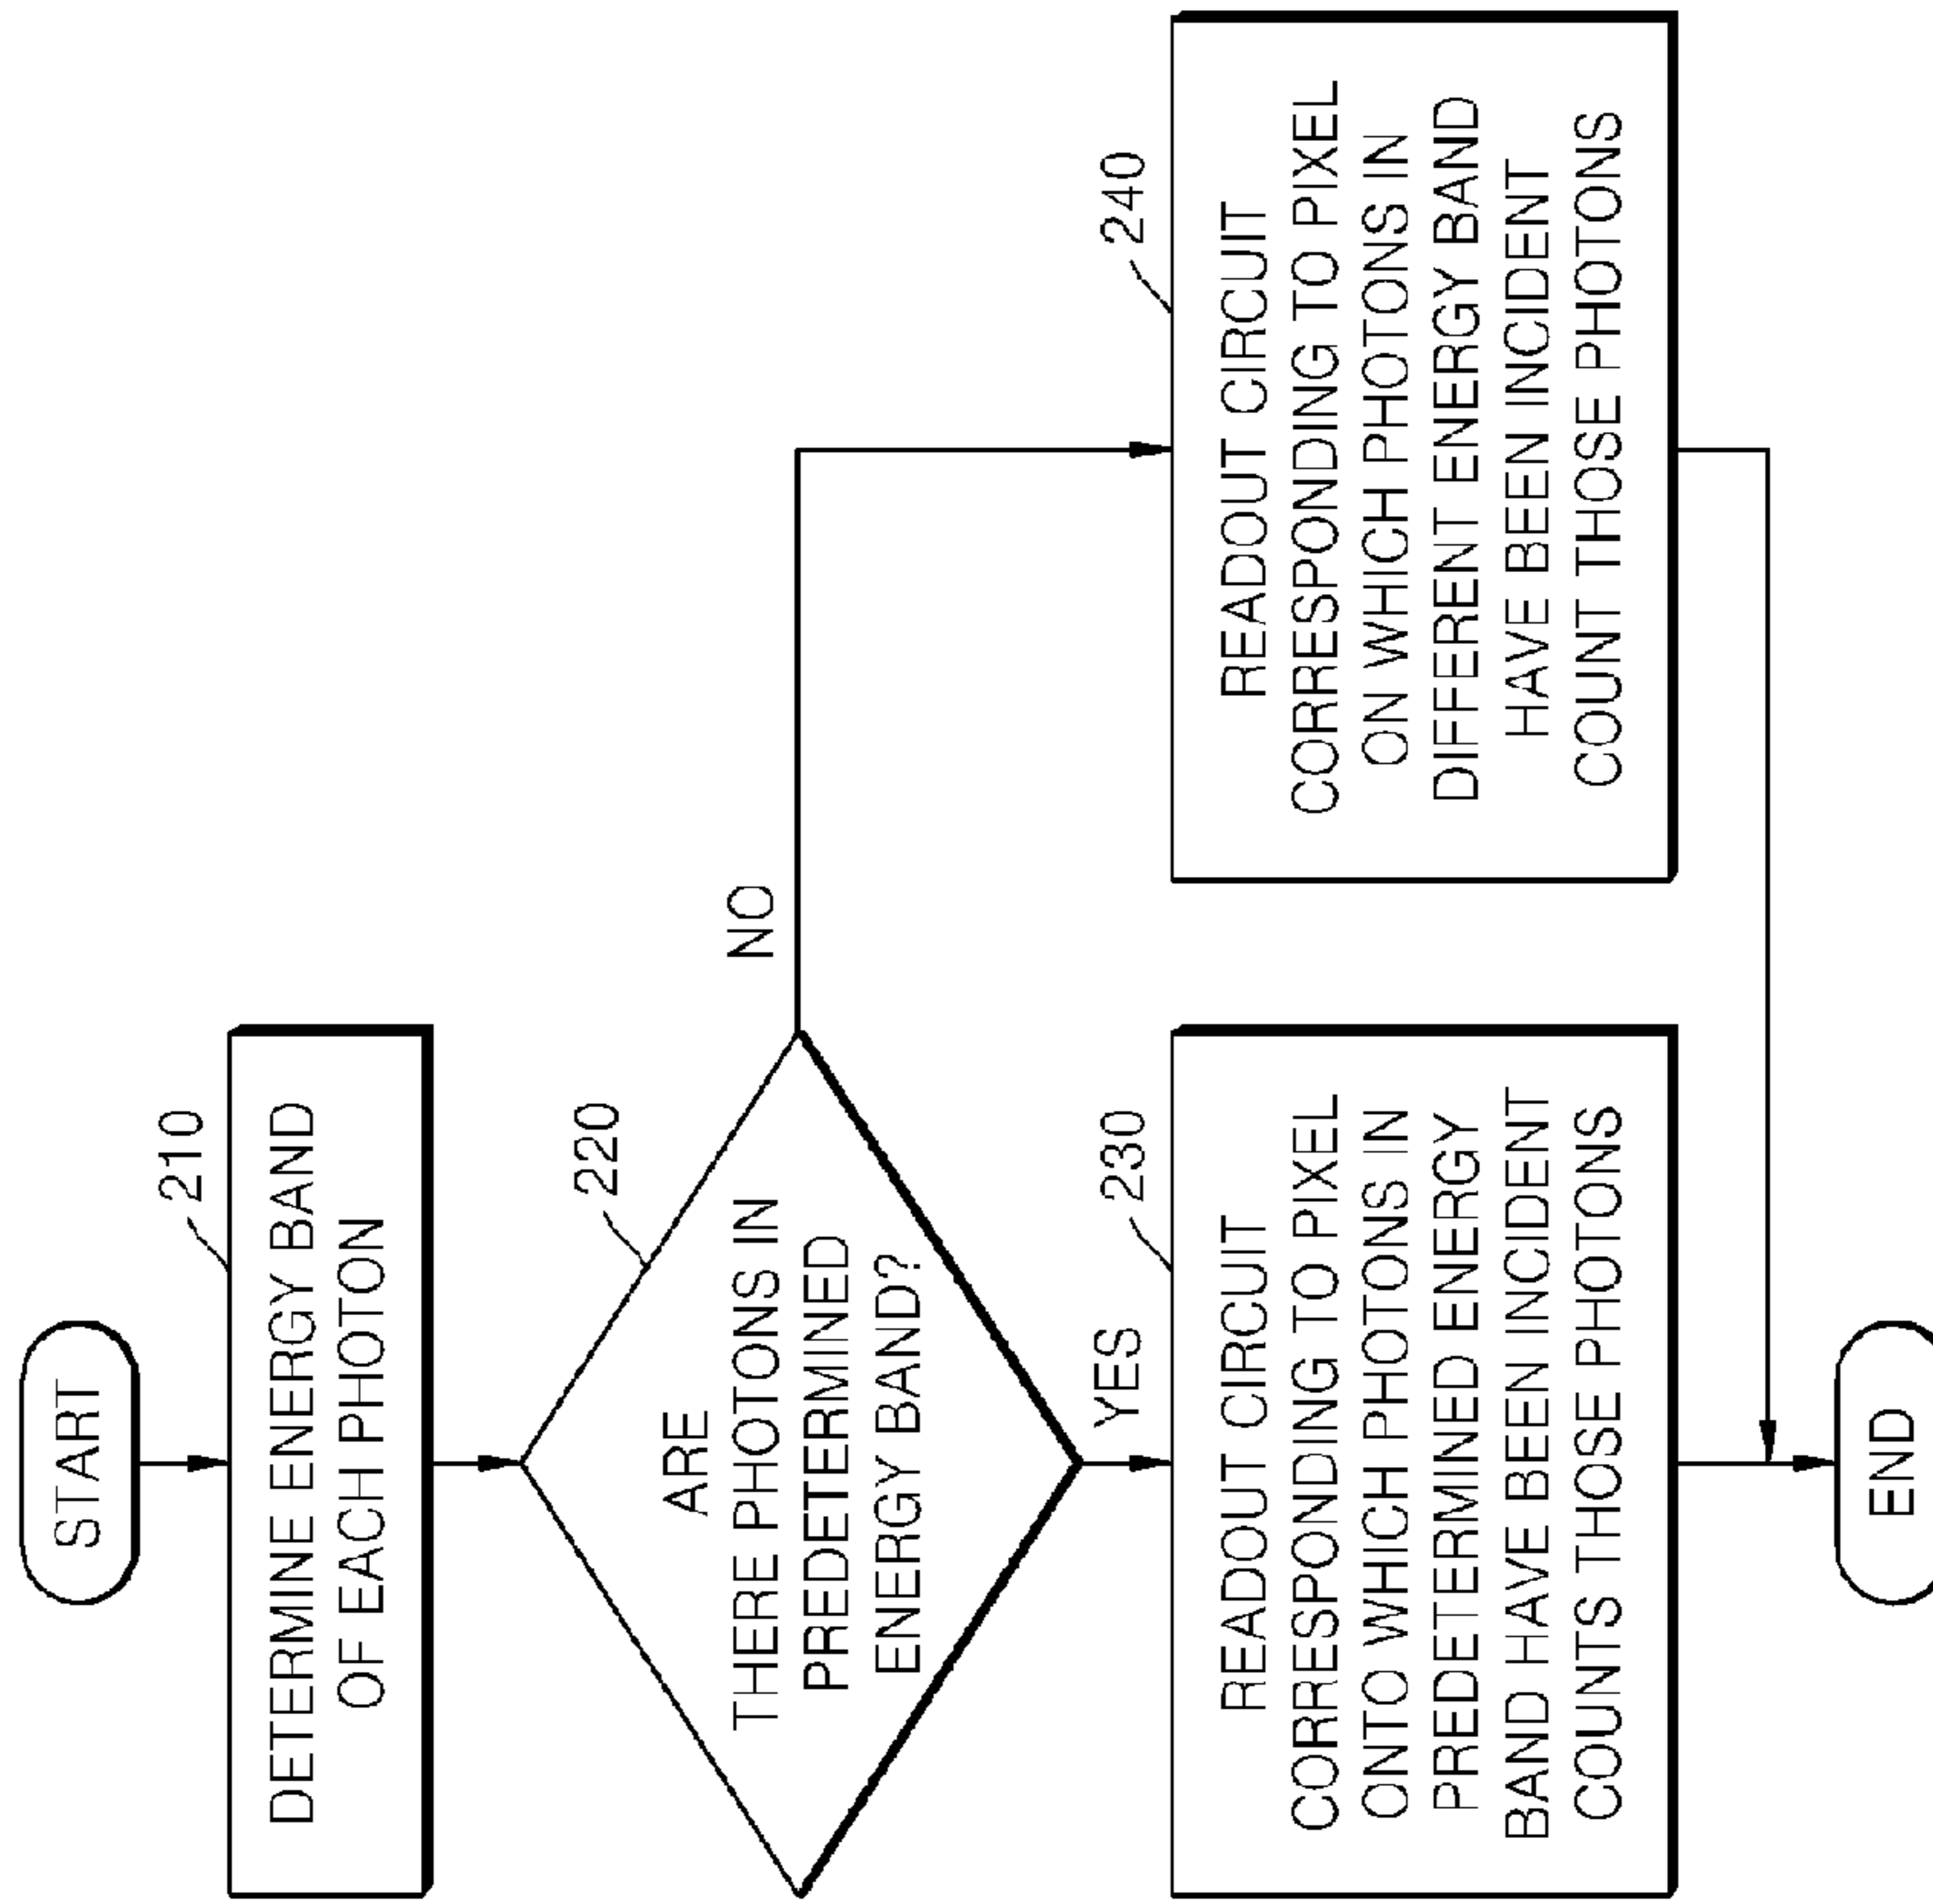 START
210
DETERMINE ENERGY BAND
OF EACH PHOTON
220
ARE
THERE PHOTONS IN
PREDETERMINED
ENERGY BAND?
NO
YES
230
READOUT CIRCUIT
CORRESPONDING TO PIXEL
ONTO WHICH PHOTONS IN
PREDETERMINED ENERGY
BAND HAVE BEEN INCIDENT
COUNTS THOSE PHOTONS
240
READOUT CIRCUIT
CORRESPONDING TO PIXEL
ON WHICH PHOTONS IN
DIFFERENT ENERGY BAND
HAVE BEEN INCIDENT
COUNT THOSE PHOTONS
END